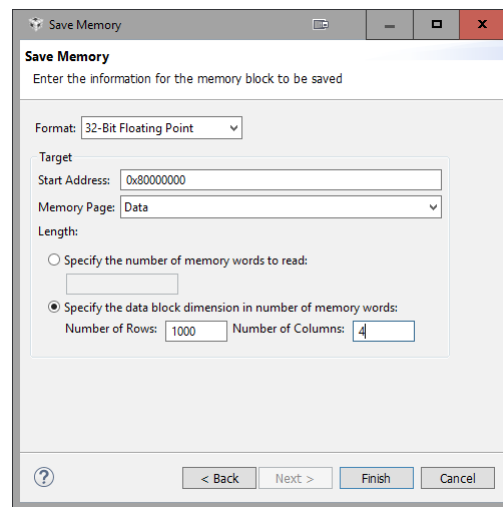 Save Memory
Save Memory
Enter the information for the memory block to be saved
Format: 32-Bit Floating Point
Target
Start Address: 0x80000000
Memory Page: Data
Length:
Specify the number of memory words to read:
Specify the data block dimension in number of memory words:
Number of Rows: 1000 Number of Columns: 4
? < Back Next > Finish Cancel